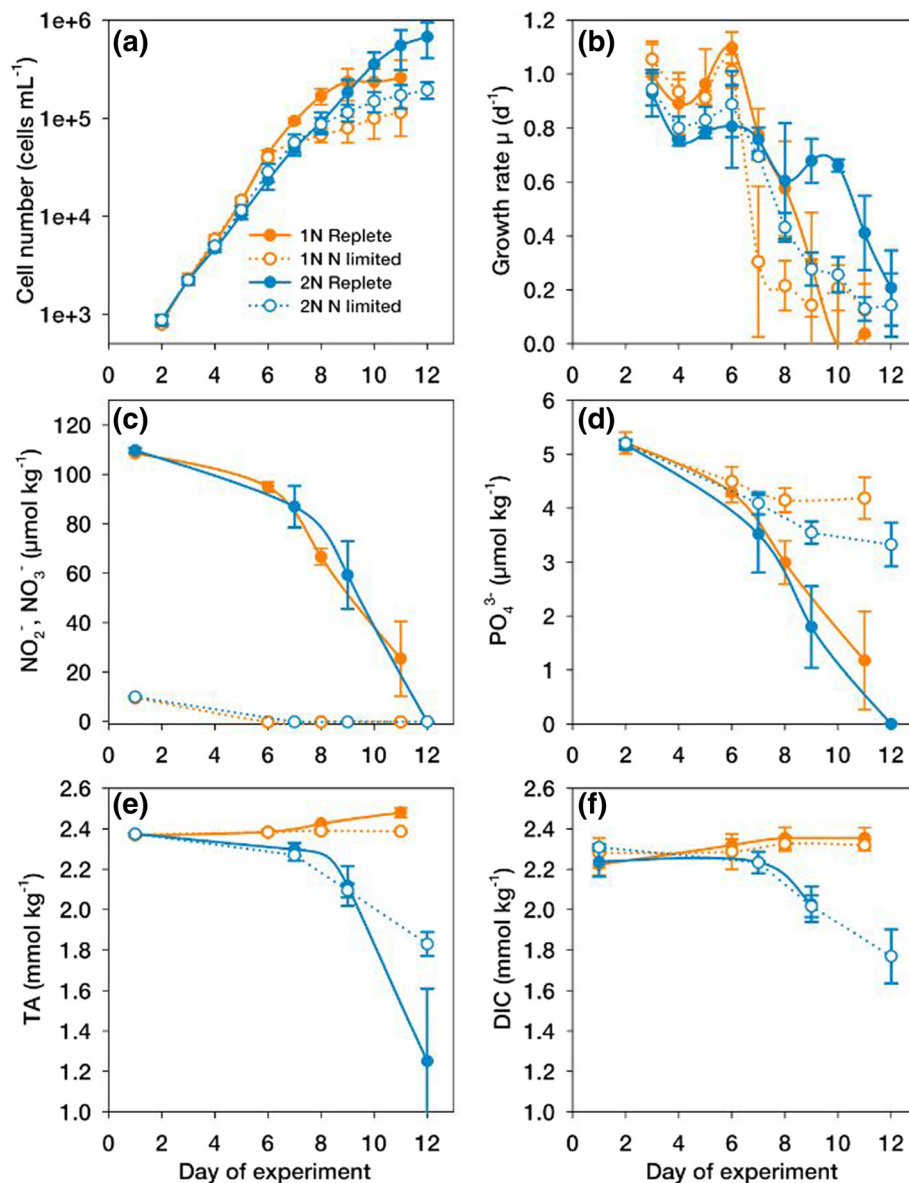 (a)
Cell number (cells mL⁻¹)
1e+6
1e+5
1e+4
1e+3
1N Replete
1N N limited
2N Replete
2N N limited
0 2 4 6 8 10 12
(b)
Growth rate µ (d⁻¹)
1.2
1.0
0.8
0.6
0.4
0.2
0.0
0 2 4 6 8 10 12
(c)
NO₂⁻, NO₃⁻ (µmol kg⁻¹)
120
100
80
60
40
20
0
0 2 4 6 8 10 12
(d)
PO₄³⁻ (µmol kg⁻¹)
6
5
4
3
2
1
0
0 2 4 6 8 10 12
(e)
TA (mmol kg⁻¹)
2.6
2.4
2.2
2.0
1.8
1.6
1.4
1.2
1.0
0 2 4 6 8 10 12
Day of experiment
(f)
DIC (mmol kg⁻¹)
2.6
2.4
2.2
2.0
1.8
1.6
1.4
1.2
1.0
0 2 4 6 8 10 12
Day of experiment